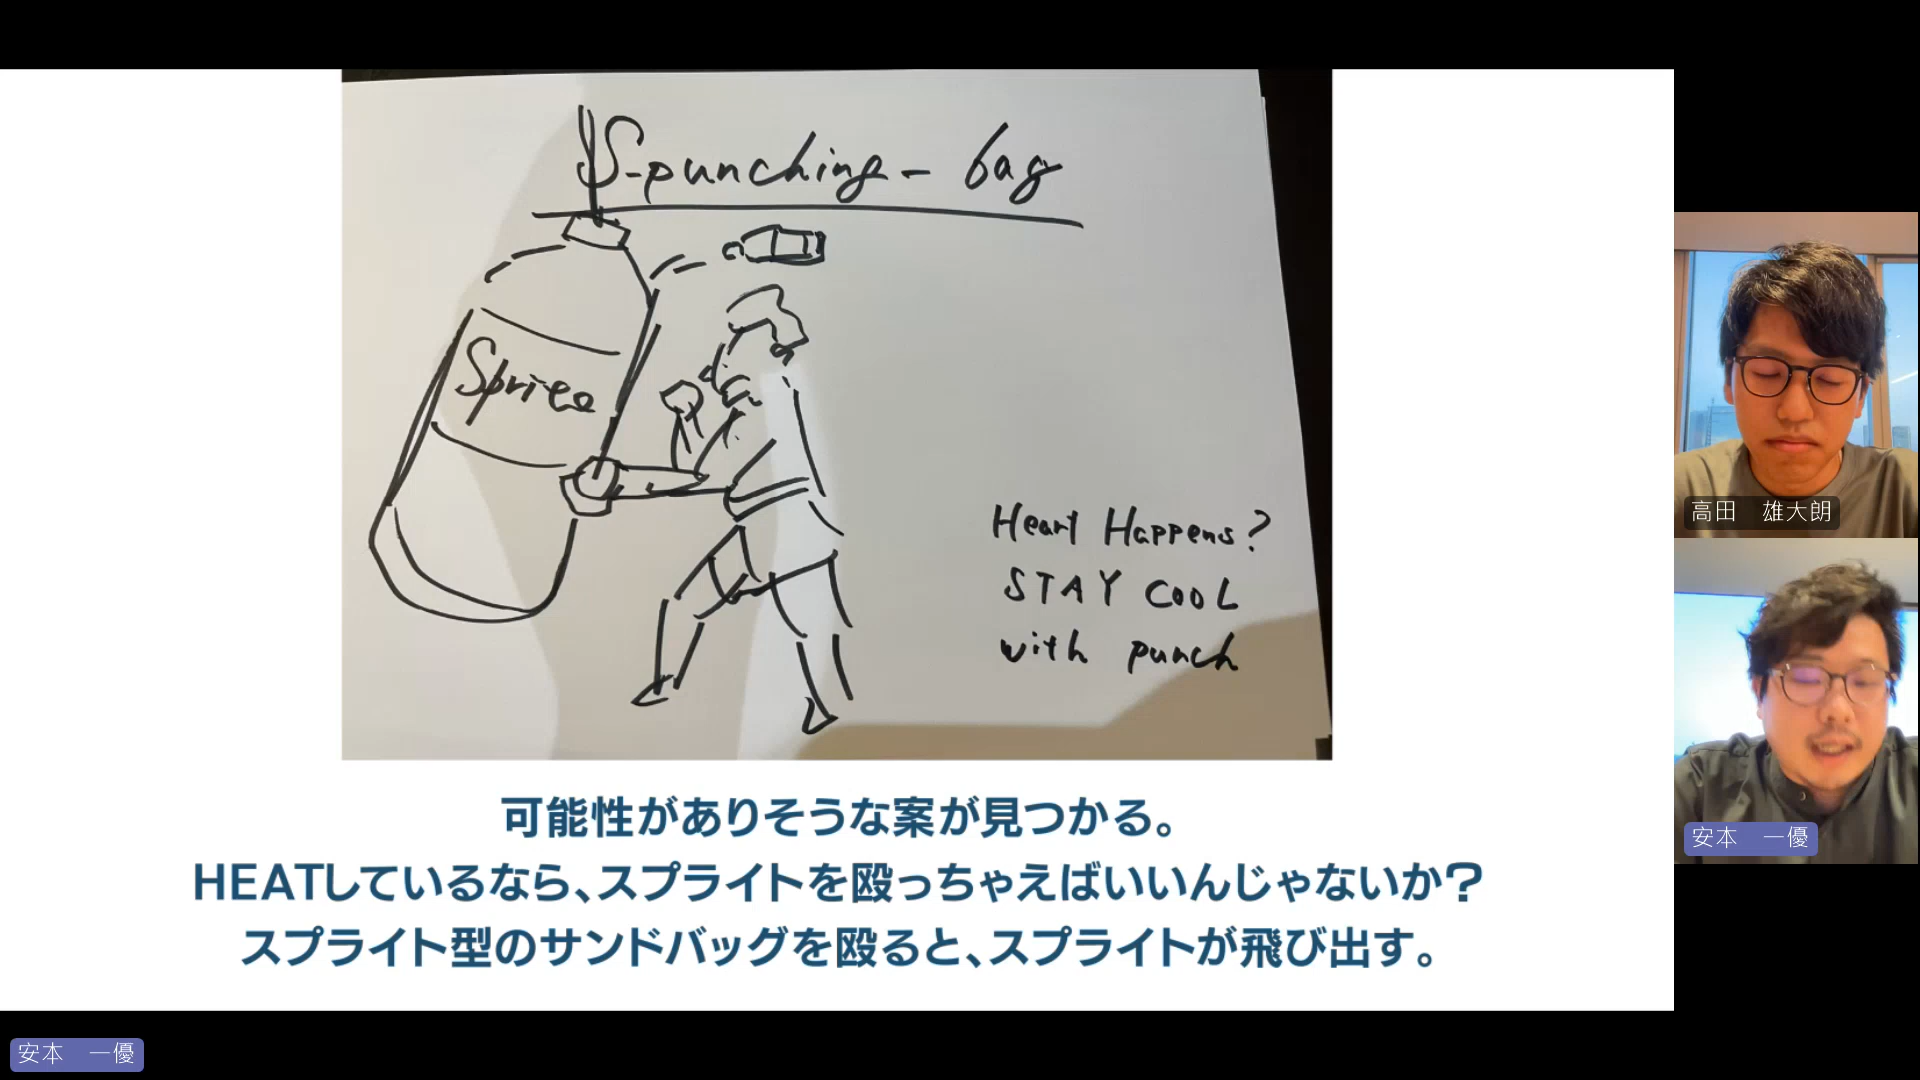 S-punching-bag
Sprite
Heart Happens?
STAY COOL
with punch
可能性がありそうな案が見つかる。
HEATしているなら、スプライトを殴っちゃえばいいんじゃないか?
スプライト型のサンドバッグを殴ると、スプライトが飛び出す。
高田 雄大朗
安本 一優
安本 一優